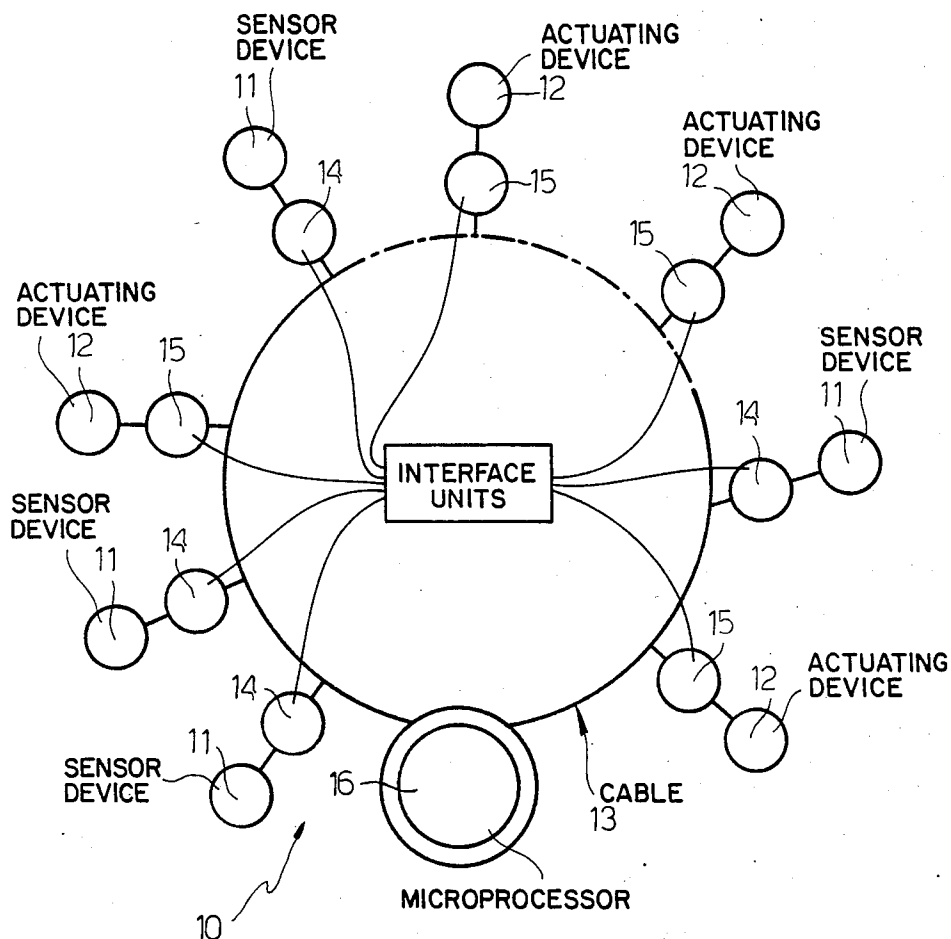 SENSOR
DEVICE
11
14
ACTUATING
DEVICE
12
15
ACTUATING
DEVICE
12
15
ACTUATING
DEVICE
12
15
SENSOR
DEVICE
11
14
INTERFACE
UNITS
SENSOR
DEVICE
11
14
15
12
ACTUATING
DEVICE
14
11
SENSOR
DEVICE
16
CABLE
13
MICROPROCESSOR
10